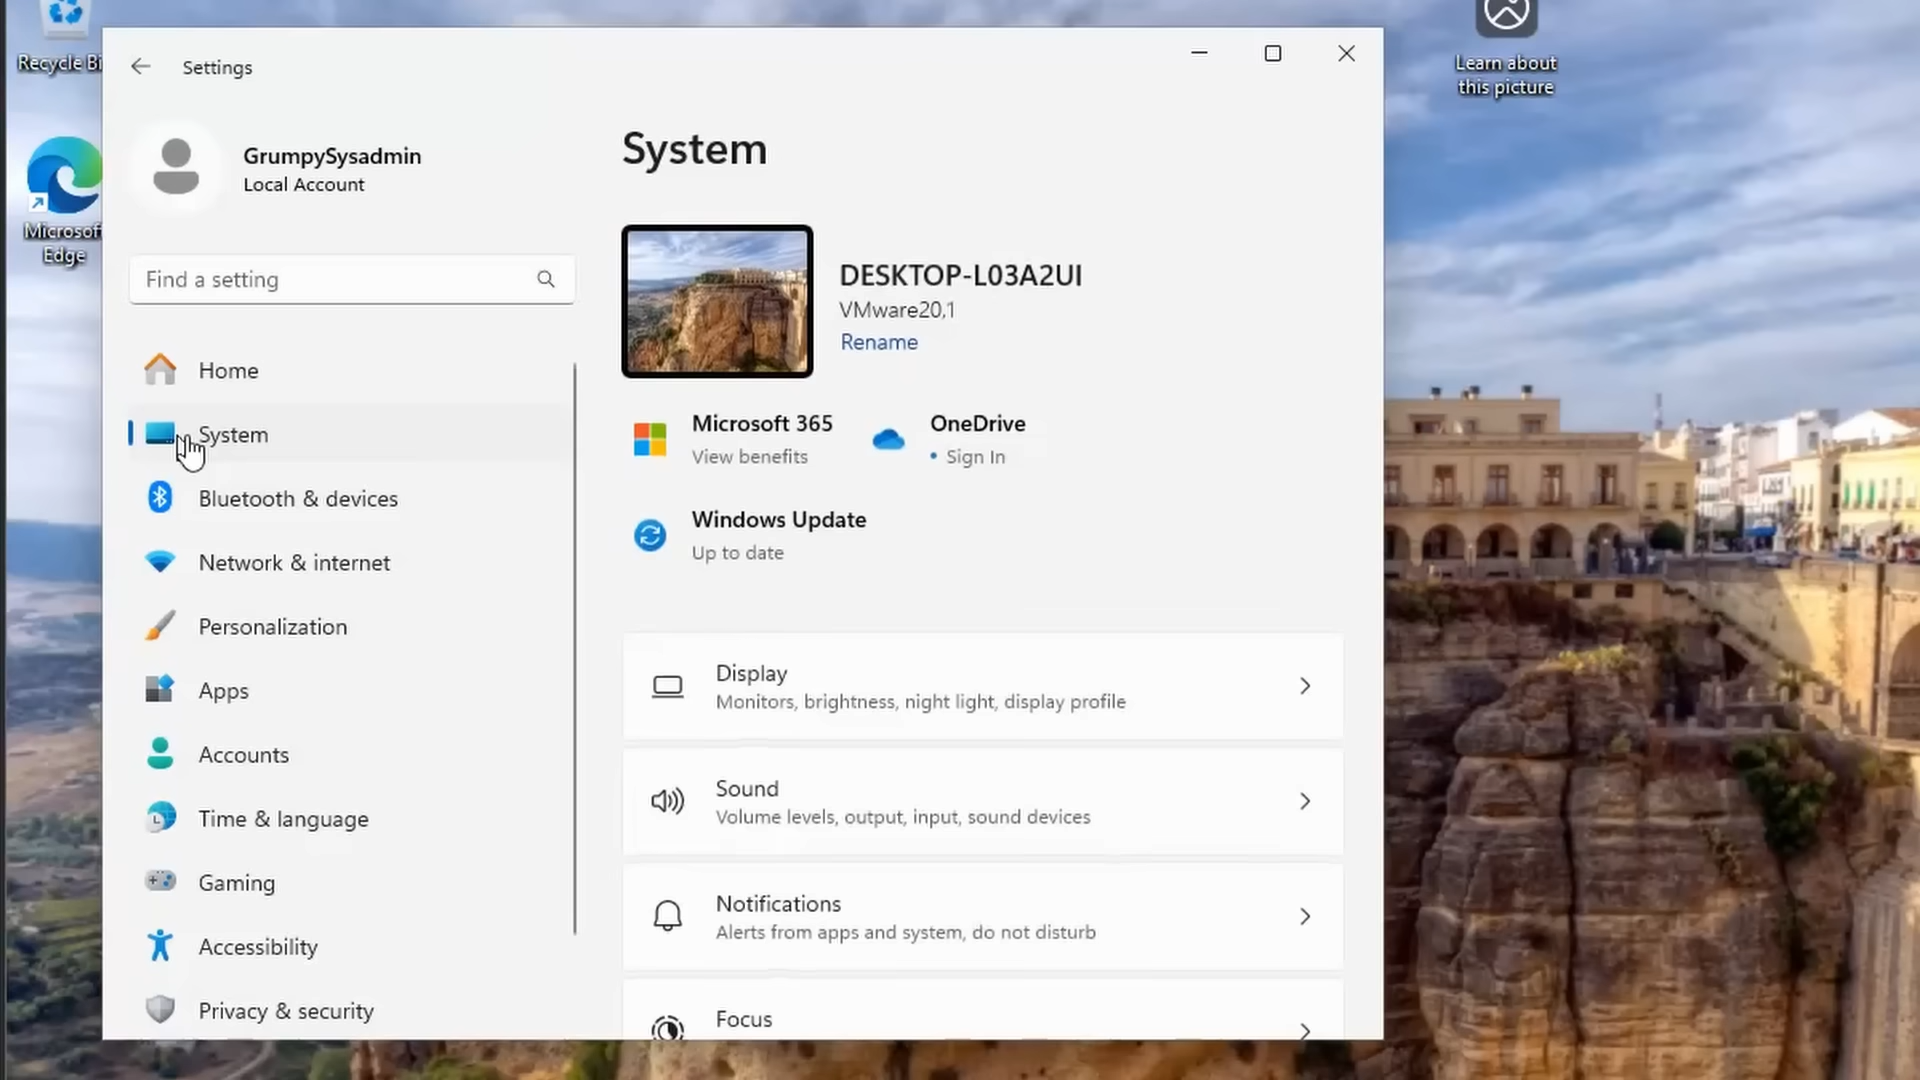 Recycle Bi
Learn about
this picture
Microsof
Edge
Settings
GrumpySysadmin
Local Account
Find a setting
Home
System
Bluetooth & devices
Network & internet
Personalization
Apps
Accounts
Time & language
Gaming
Accessibility
Privacy & security
System
DESKTOP-L03A2UI
VMware20,1
Rename
Microsoft 365
View benefits
OneDrive
• Sign In
Windows Update
Up to date
Display
Monitors, brightness, night light, display profile
Sound
Volume levels, output, input, sound devices
Notifications
Alerts from apps and system, do not disturb
Focus